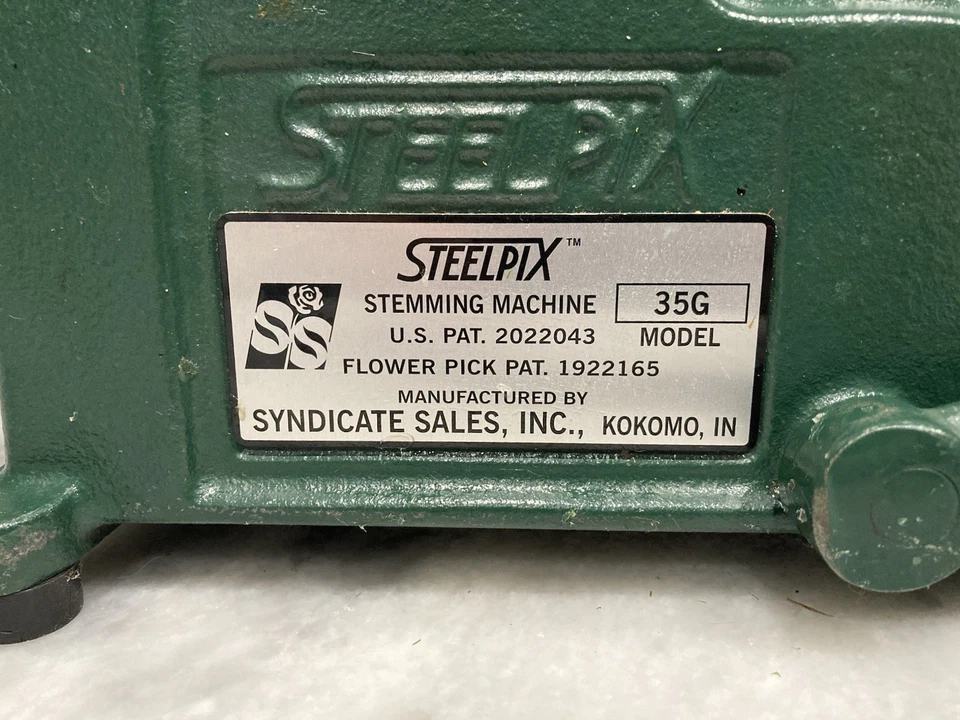 STEELPIX
STEELPIX™
SS
STEMMING MACHINE
35G
U.S. PAT. 2022043
MODEL
FLOWER PICK PAT. 1922165
MANUFACTURED BY
SYNDICATE SALES, INC., KOKOMO, IN